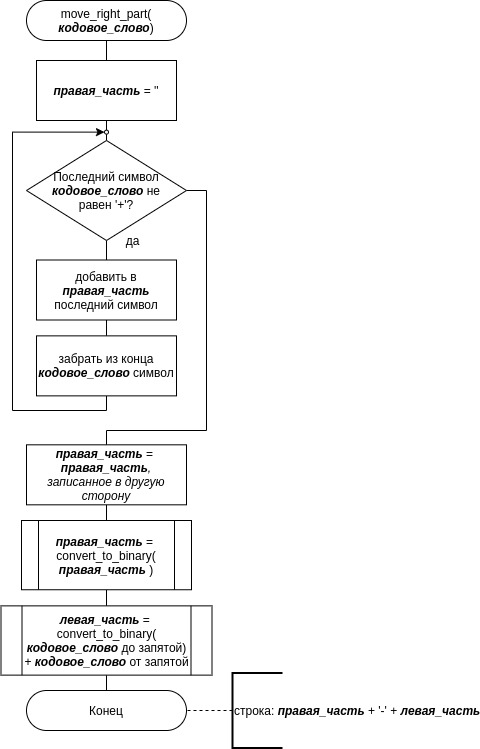 move_right_part(
кодовое_слово)
правая_часть = ''
Последний символ
кодовое_слово не
равен '+'?
да
добавить в
правая_часть
последний символ
забрать из конца
кодовое_слово символ
правая_часть =
правая_часть,
записанное в другую
сторону
правая_часть =
convert_to_binary(
правая_часть )
левая_часть =
convert_to_binary(
кодовое_слово до запятой)
+ кодовое_слово от запятой
Конец
строка: правая_часть + '-' + левая_часть